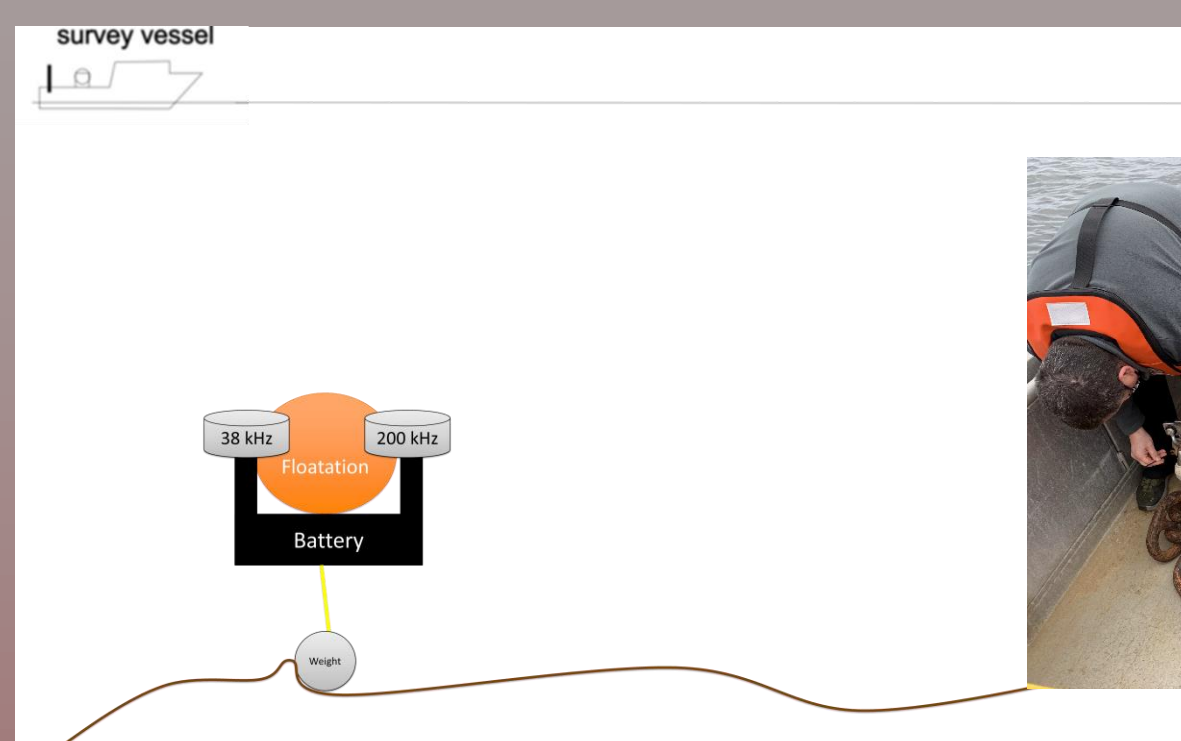 survey vessel
38 kHz
200 kHz
Floatation
Battery
Weight